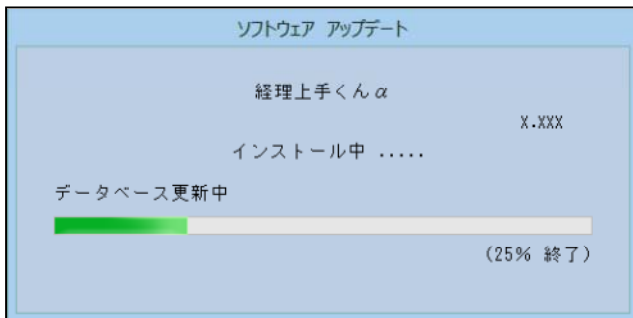 ソフトウェア アップデート
経理上手くんα
X.XXX
インストール中 .....
データベース更新中
(25% 終了)